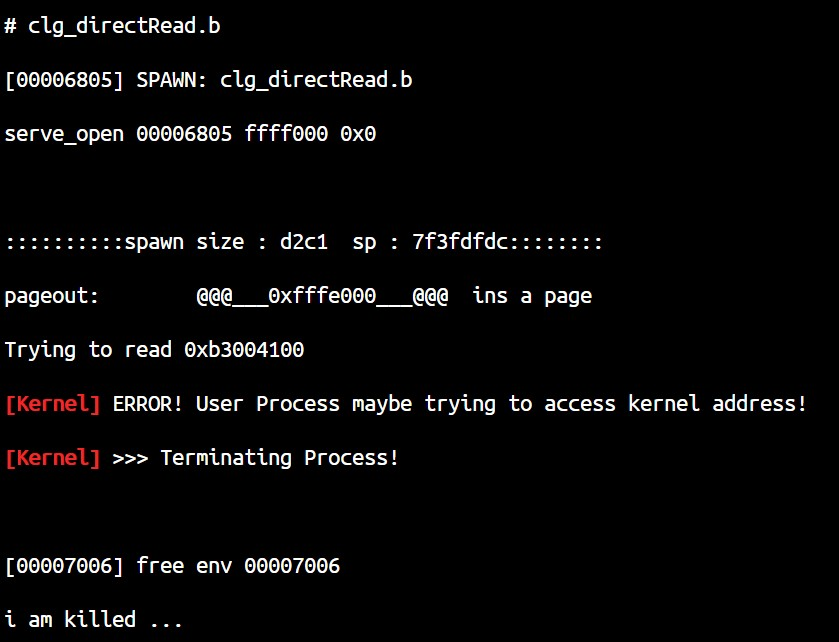 # clg_directRead.b
[00006805] SPAWN: clg_directRead.b
serve_open 00006805 ffff000 0x0
::::::::::spawn size : d2c1  sp : 7f3fdfdc::::::::
pageout:        @@@___0xfffe000___@@@  ins a page
Trying to read 0xb3004100
[Kernel] ERROR! User Process maybe trying to access kernel address!
[Kernel] >>> Terminating Process!
[00007006] free env 00007006
i am killed ...